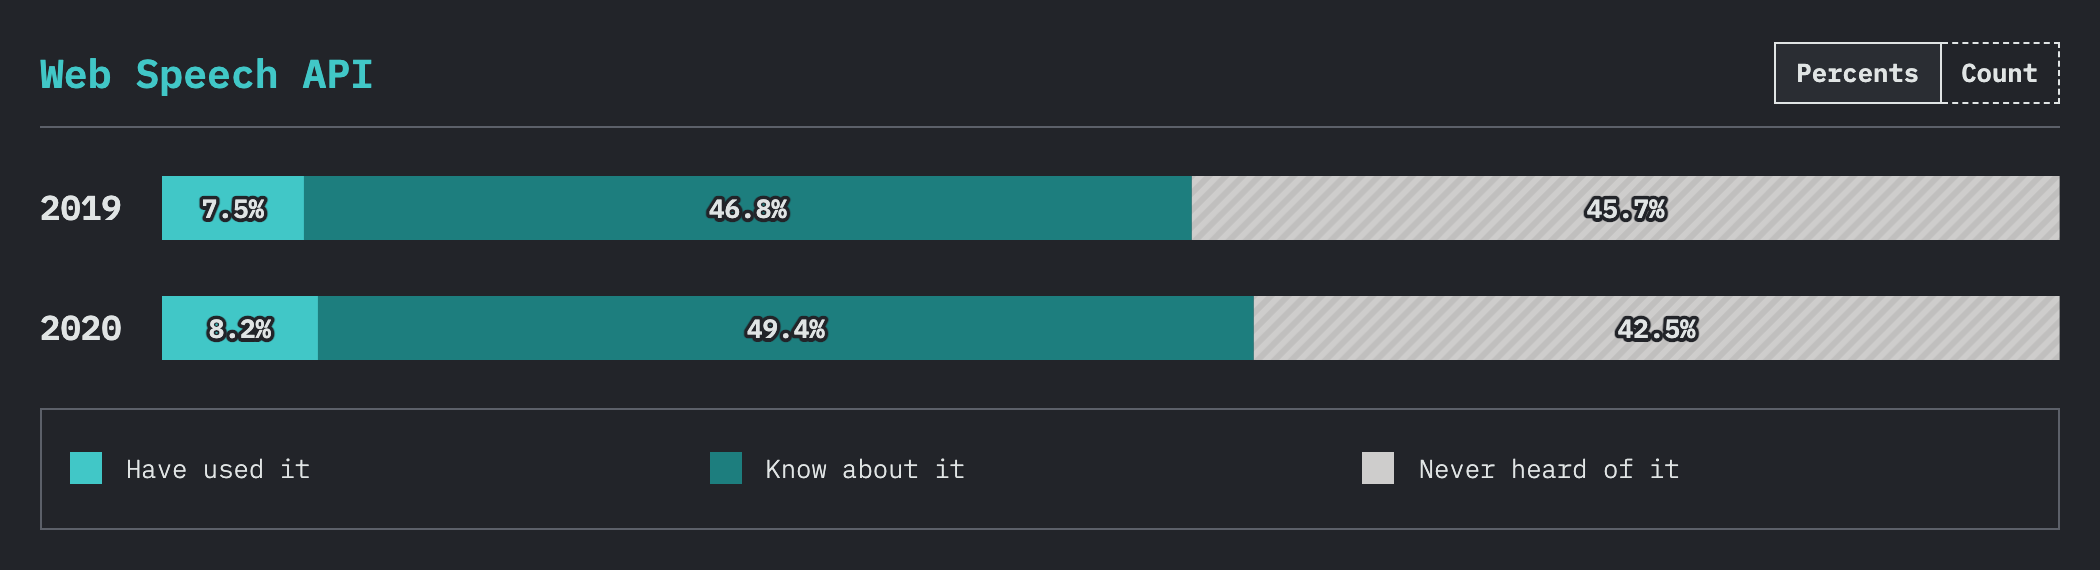 Web Speech API
Percents Count
2019 7.5% 46.8% 45.7%
2020 8.2% 49.4% 42.5%
Have used it Know about it Never heard of it